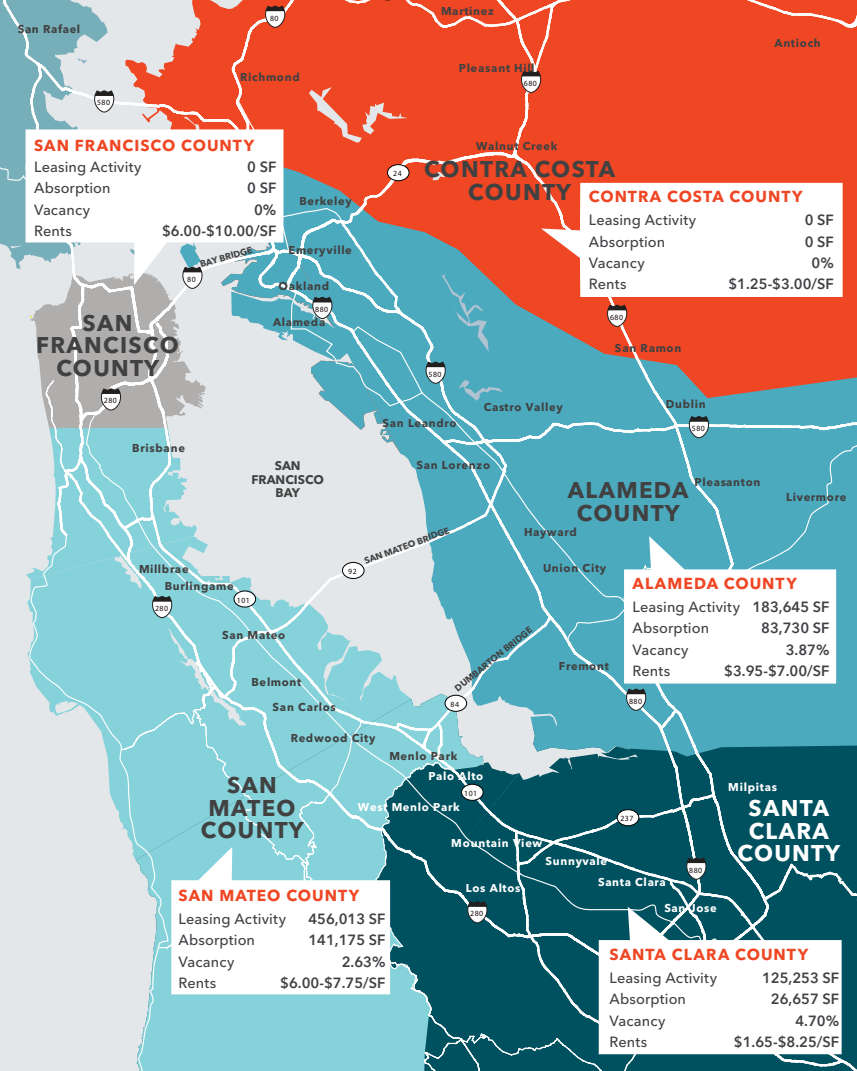 80
Martinez
San Rafael
Antioch
Pleasant Hill
Richmond
680
580
SAN FRANCISCO COUNTY
Leasing Activity 0 SF
Absorption 0 SF
Vacancy 0%
Rents $6.00-$10.00/SF
Walnut Creek
24
CONTRA COSTA
COUNTY
CONTRA COSTA COUNTY
Leasing Activity 0 SF
Absorption 0 SF
Vacancy 0%
Rents $1.25-$3.00/SF
Berkeley
Emeryville
BAY BRIDGE
80
Oakland
880
Alameda
680
SAN
FRANCISCO
COUNTY
San Ramon
580
280
Castro Valley
Dublin
San Leandro
580
Brisbane
San Lorenzo
SAN
FRANCISCO
BAY
ALAMEDA
COUNTY
Pleasanton
Livermore
Hayward
SAN MATEO BRIDGE
92
Union City
Millbrae
Burlingame
101
280
ALAMEDA COUNTY
Leasing Activity 183,645 SF
Absorption 83,730 SF
Vacancy 3.87%
Rents $3.95-$7.00/SF
San Mateo
DUMBARTON BRIDGE
Fremont
Belmont
San Carlos
84
880
Redwood City
Menlo Park
Palo Alto
101
SAN
MATEO
COUNTY
West Menlo Park
Milpitas
237
SANTA
CLARA
COUNTY
Mountain View
Sunnyvale
880
Santa Clara
Los Altos
280
San Jose
SAN MATEO COUNTY
Leasing Activity 456,013 SF
Absorption 141,175 SF
Vacancy 2.63%
Rents $6.00-$7.75/SF
SANTA CLARA COUNTY
Leasing Activity 125,253 SF
Absorption 26,657 SF
Vacancy 4.70%
Rents $1.65-$8.25/SF